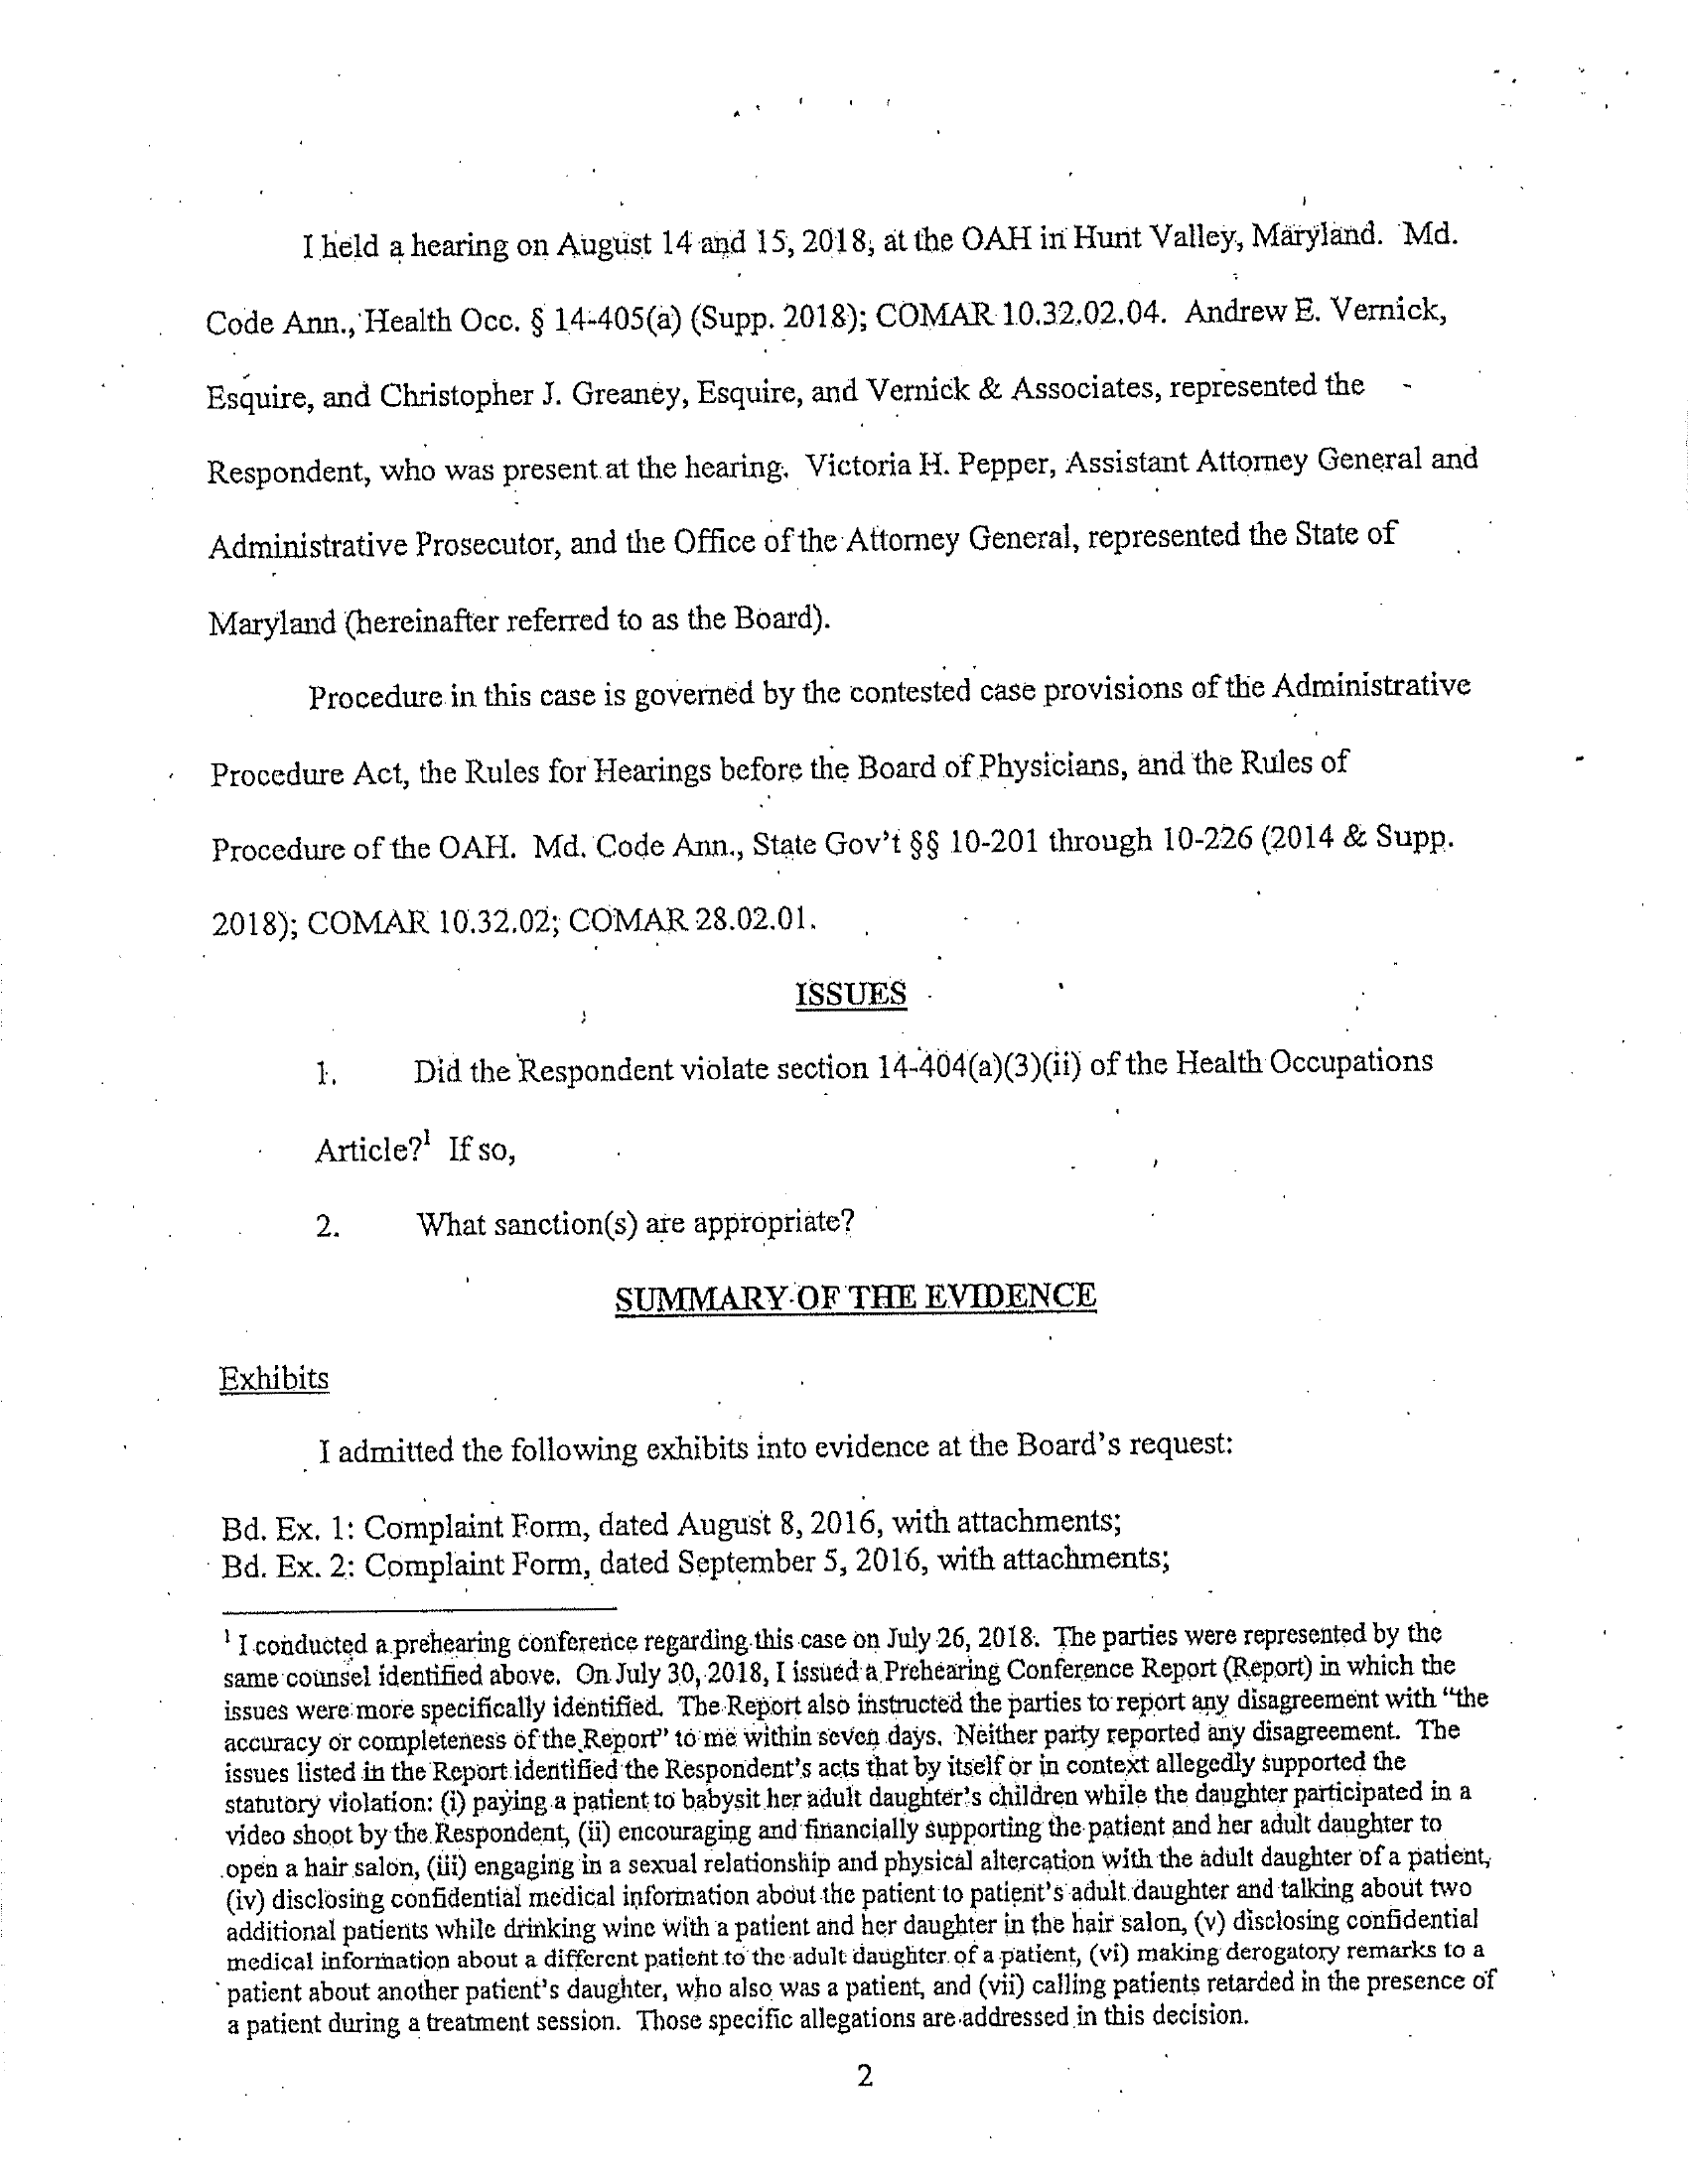 I held a hearing on August 14 and 15, 2018, at the OAH in Hunt Valley, Maryland. Md.
Code Ann., Health Occ. § 14-405(a) (Supp. 2018); COMAR 10.32.02.04. Andrew E. Vernick,
Esquire, and Christopher J. Greaney, Esquire, and Vernick & Associates, represented the
Respondent, who was present at the hearing. Victoria H. Pepper, Assistant Attorney General and
Administrative Prosecutor, and the Office of the Attorney General, represented the State of
Maryland (hereinafter referred to as the Board).
Procedure in this case is governed by the contested case provisions of the Administrative
Procedure Act, the Rules for Hearings before the Board of Physicians, and the Rules of
Procedure of the OAH. Md. Code Ann., State Gov't §§ 10-201 through 10-226 (2014 & Supp.
2018); COMAR 10.32.02; COMAR 28.02.01.
ISSUES
1. Did the Respondent violate section 14-404(a)(3)(ii) of the Health Occupations
Article?¹ If so,
2. What sanction(s) are appropriate?
SUMMARY OF THE EVIDENCE
Exhibits
I admitted the following exhibits into evidence at the Board's request:
Bd. Ex. 1: Complaint Form, dated August 8, 2016, with attachments;
Bd. Ex. 2: Complaint Form, dated September 5, 2016, with attachments;
¹ I conducted a prehearing conference regarding this case on July 26, 2018. The parties were represented by the
same counsel identified above. On July 30, 2018, I issued a Prehearing Conference Report (Report) in which the
issues were more specifically identified. The Report also instructed the parties to report any disagreement with "the
accuracy or completeness of the Report" to me within seven days. Neither party reported any disagreement. The
issues listed in the Report identified the Respondent's acts that by itself or in context allegedly supported the
statutory violation: (i) paying a patient to babysit her adult daughter's children while the daughter participated in a
video shoot by the Respondent, (ii) encouraging and financially supporting the patient and her adult daughter to
open a hair salon, (iii) engaging in a sexual relationship and physical altercation with the adult daughter of a patient,
(iv) disclosing confidential medical information about the patient to patient's adult daughter and talking about two
additional patients while drinking wine with a patient and her daughter in the hair salon, (v) disclosing confidential
medical information about a different patient to the adult daughter of a patient, (vi) making derogatory remarks to a
patient about another patient's daughter, who also was a patient, and (vii) calling patients retarded in the presence of
a patient during a treatment session. Those specific allegations are addressed in this decision.
2